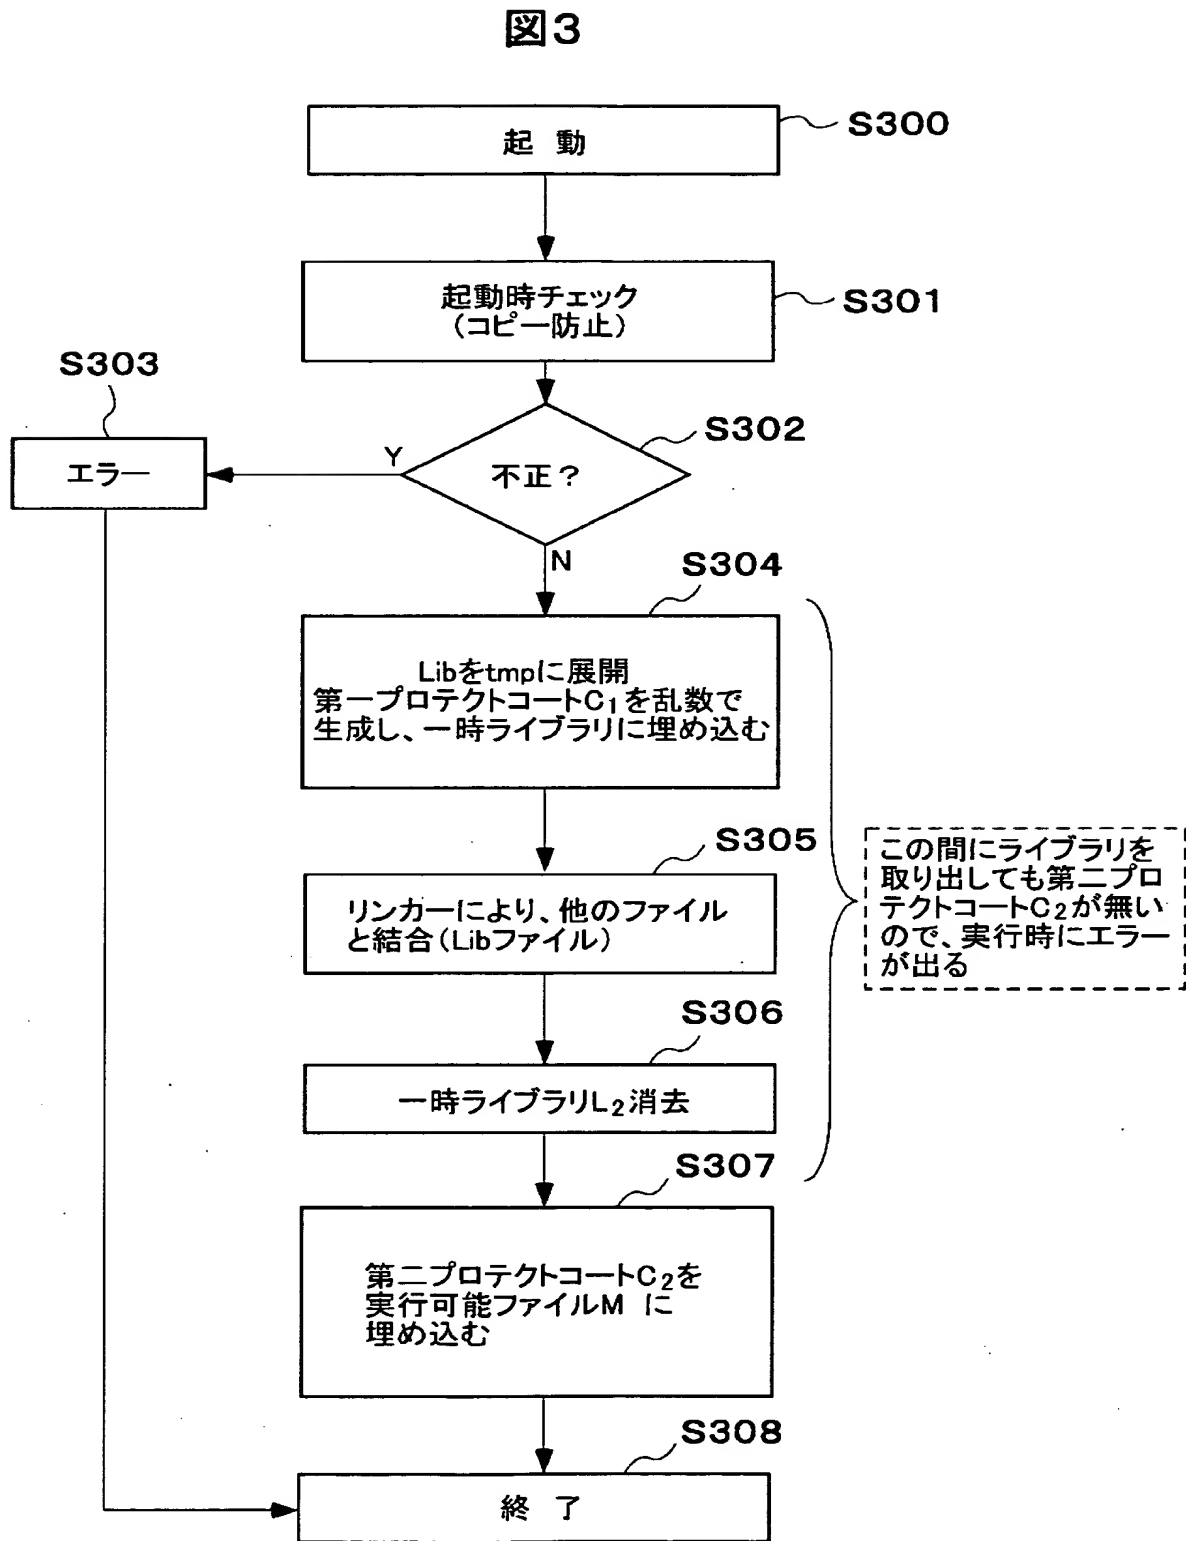 図3
起 動
S300
起動時チェック
(コピー防止)
S301
S303
エラー
Y
不正?
S302
N
S304
Libをtmpに展開
第一プロテクトコートC₁を乱数で
生成し、一時ライブラリに埋め込む
S305
リンカーにより、他のファイル
と結合(Libファイル)
この間にライブラリを
取り出しても第二プロ
テクトコートC₂が無い
ので、実行時にエラー
が出る
S306
一時ライブラリL₂消去
S307
第二プロテクトコートC₂を
実行可能ファイルM に
埋め込む
S308
終 了